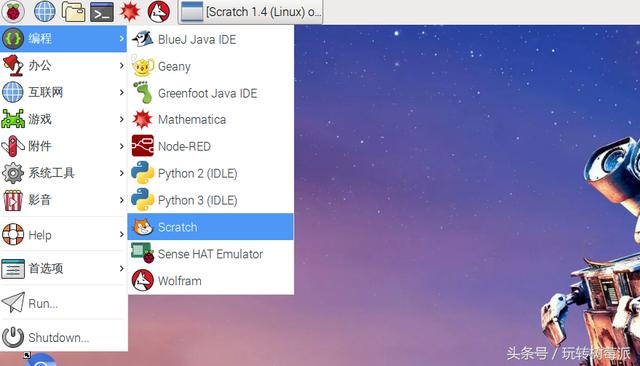 [Scratch 1.4 (Linux) o...
编程
办公
互联网
游戏
附件
系统工具
影音
Help
首选项
Run...
Shutdown...
BlueJ Java IDE
Geany
Greenfoot Java IDE
Mathematica
Node-RED
Python 2 (IDLE)
Python 3 (IDLE)
Scratch
Sense HAT Emulator
Wolfram
头条号 / 玩转树莓派